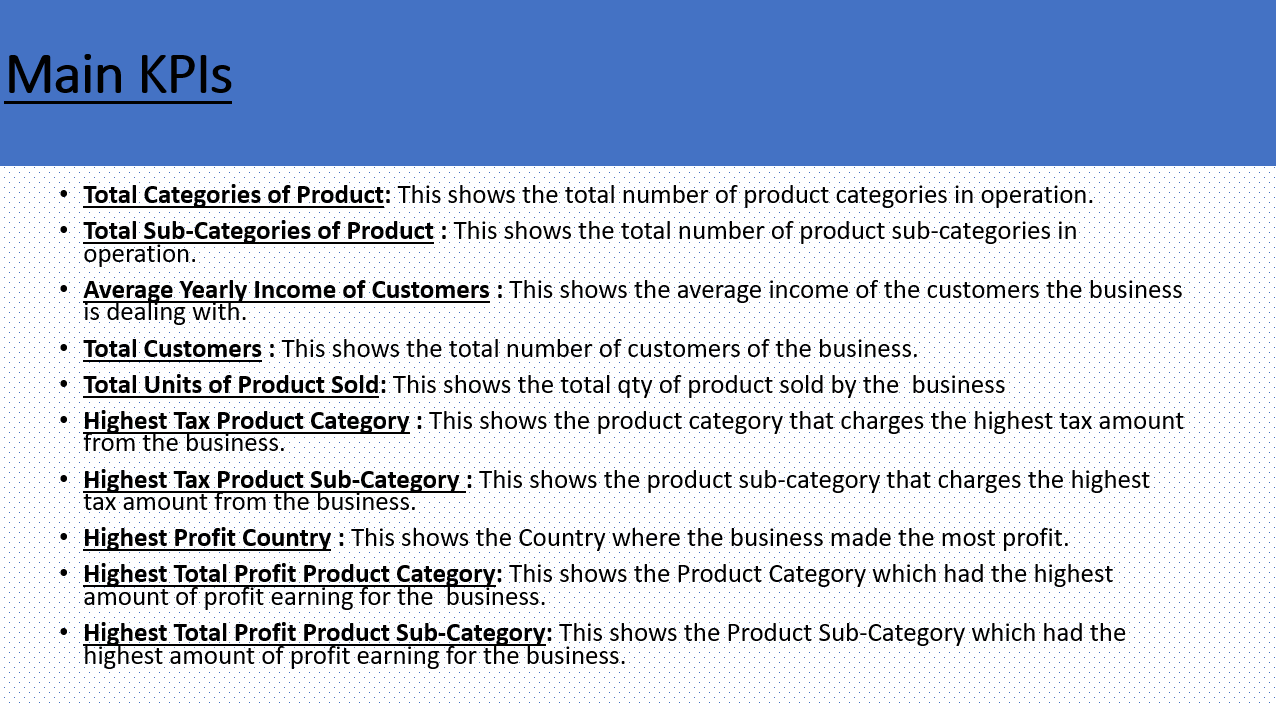 Main KPIs
• Total Categories of Product: This shows the total number of product categories in operation.
• Total Sub-Categories of Product : This shows the total number of product sub-categories in
operation.
• Average Yearly Income of Customers : This shows the average income of the customers the business
is dealing with.
• Total Customers : This shows the total number of customers of the business.
• Total Units of Product Sold: This shows the total qty of product sold by the  business
• Highest Tax Product Category : This shows the product category that charges the highest tax amount
from the business.
• Highest Tax Product Sub-Category : This shows the product sub-category that charges the highest
tax amount from the business.
• Highest Profit Country : This shows the Country where the business made the most profit.
• Highest Total Profit Product Category: This shows the Product Category which had the highest
amount of profit earning for the  business.
• Highest Total Profit Product Sub-Category: This shows the Product Sub-Category which had the
highest amount of profit earning for the business.